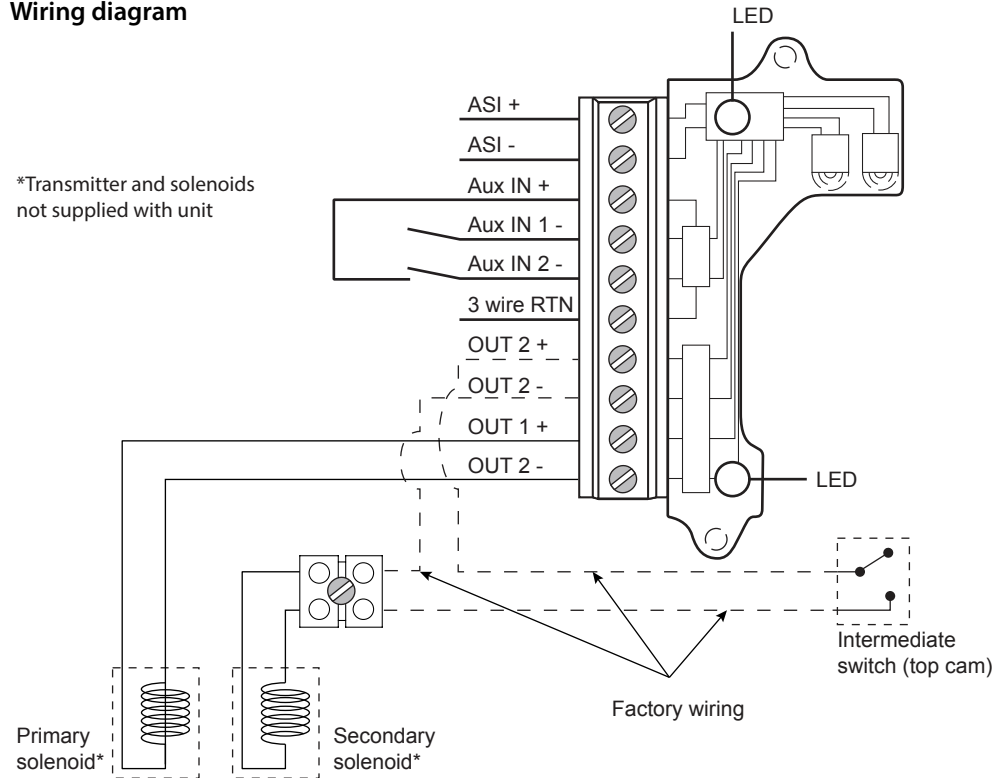 Wiring diagram
LED
ASI +
ASI -
*Transmitter and solenoids
not supplied with unit
Aux IN +
Aux IN 1 -
Aux IN 2 -
3 wire RTN
OUT 2 +
OUT 2 -
OUT 1 +
OUT 2 -
LED
Intermediate
switch (top cam)
Factory wiring
Primary
solenoid*
Secondary
solenoid*